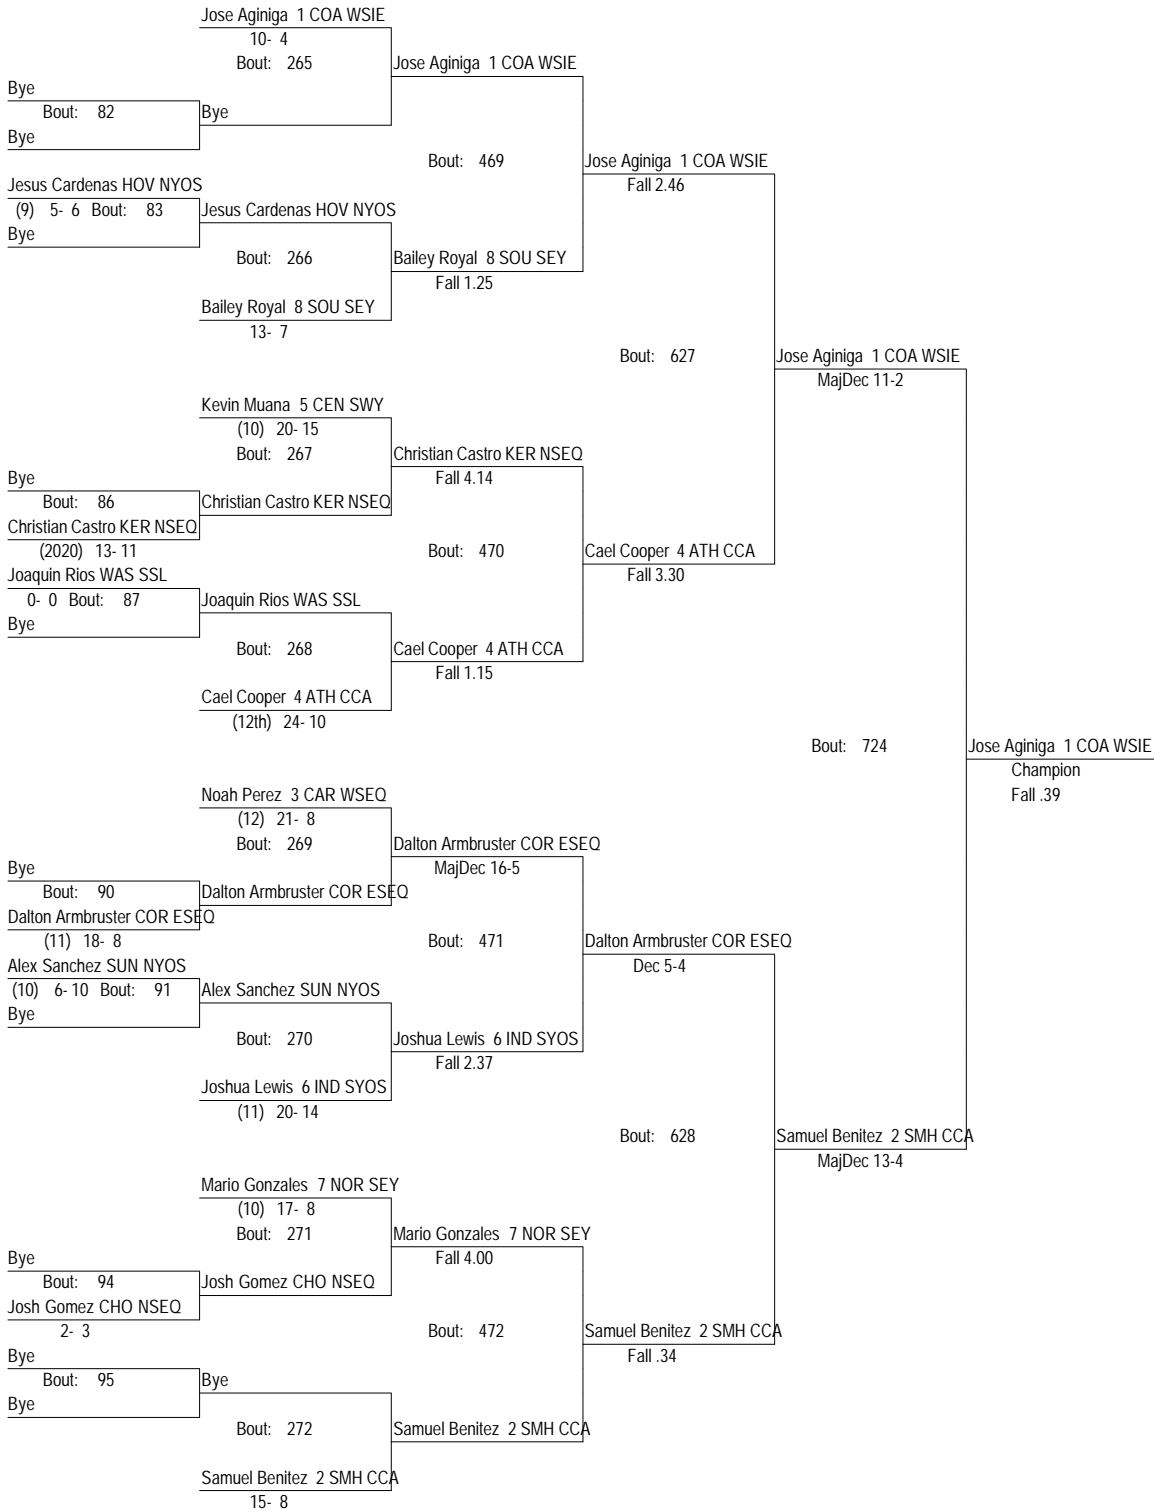 Jose Aginiga 1 COA WSIE
10- 4
Bout: 265
Jose Aginiga 1 COA WSIE
Bye
Bout: 82
Bye
Bye
Bout: 469
Jose Aginiga 1 COA WSIE
Fall 2.46
Jesus Cardenas HOV NYOS
(9) 5- 6 Bout: 83
Jesus Cardenas HOV NYOS
Bye
Bout: 266
Bailey Royal 8 SOU SEY
Fall 1.25
Bailey Royal 8 SOU SEY
13- 7
Bout: 627
Jose Aginiga 1 COA WSIE
MajDec 11-2
Kevin Muana 5 CEN SWY
(10) 20- 15
Bout: 267
Christian Castro KER NSEQ
Fall 4.14
Bye
Bout: 86
Christian Castro KER NSEQ
Christian Castro KER NSEQ
(2020) 13- 11
Bout: 470
Cael Cooper 4 ATH CCA
Fall 3.30
Joaquin Rios WAS SSL
0- 0 Bout: 87
Joaquin Rios WAS SSL
Bye
Bout: 268
Cael Cooper 4 ATH CCA
Fall 1.15
Cael Cooper 4 ATH CCA
(12th) 24- 10
Bout: 724
Jose Aginiga 1 COA WSIE
Champion
Fall .39
Noah Perez 3 CAR WSEQ
(12) 21- 8
Bout: 269
Dalton Armbruster COR ESEQ
MajDec 16-5
Bye
Bout: 90
Dalton Armbruster COR ESEQ
Dalton Armbruster COR ESEQ
(11) 18- 8
Bout: 471
Dalton Armbruster COR ESEQ
Dec 5-4
Alex Sanchez SUN NYOS
(10) 6- 10 Bout: 91
Alex Sanchez SUN NYOS
Bye
Bout: 270
Joshua Lewis 6 IND SYOS
Fall 2.37
Joshua Lewis 6 IND SYOS
(11) 20- 14
Bout: 628
Samuel Benitez 2 SMH CCA
MajDec 13-4
Mario Gonzales 7 NOR SEY
(10) 17- 8
Bout: 271
Mario Gonzales 7 NOR SEY
Fall 4.00
Bye
Bout: 94
Josh Gomez CHO NSEQ
Josh Gomez CHO NSEQ
2- 3
Bout: 472
Samuel Benitez 2 SMH CCA
Fall .34
Bye
Bout: 95
Bye
Bye
Bout: 272
Samuel Benitez 2 SMH CCA
Samuel Benitez 2 SMH CCA
15- 8